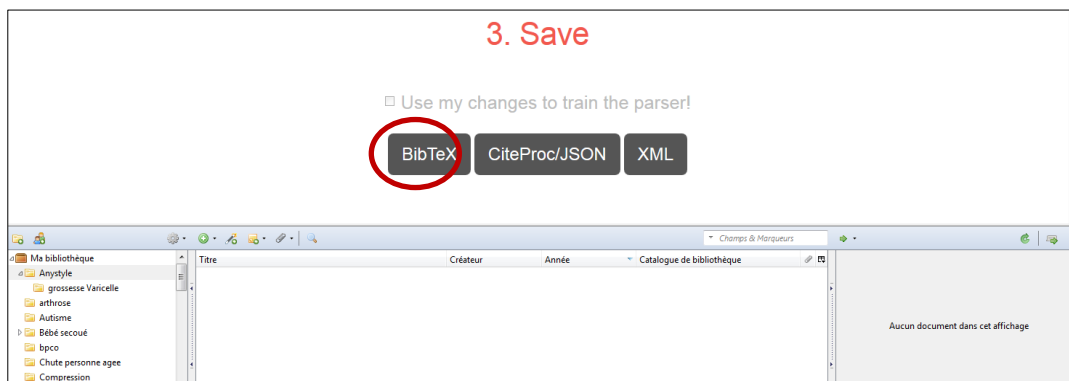 3. Save
Use my changes to train the parser!
BibTeX CiteProc/JSON XML
Champs & Marqueurs
Ma bibliothèque
Titre Créateur Année Catalogue de bibliothèque
Anystyle
grossesse Varicelle
arthrose
Autisme
Bébé secoué
Aucun document dans cet affichage
bpco
Chute personne agee
Compression